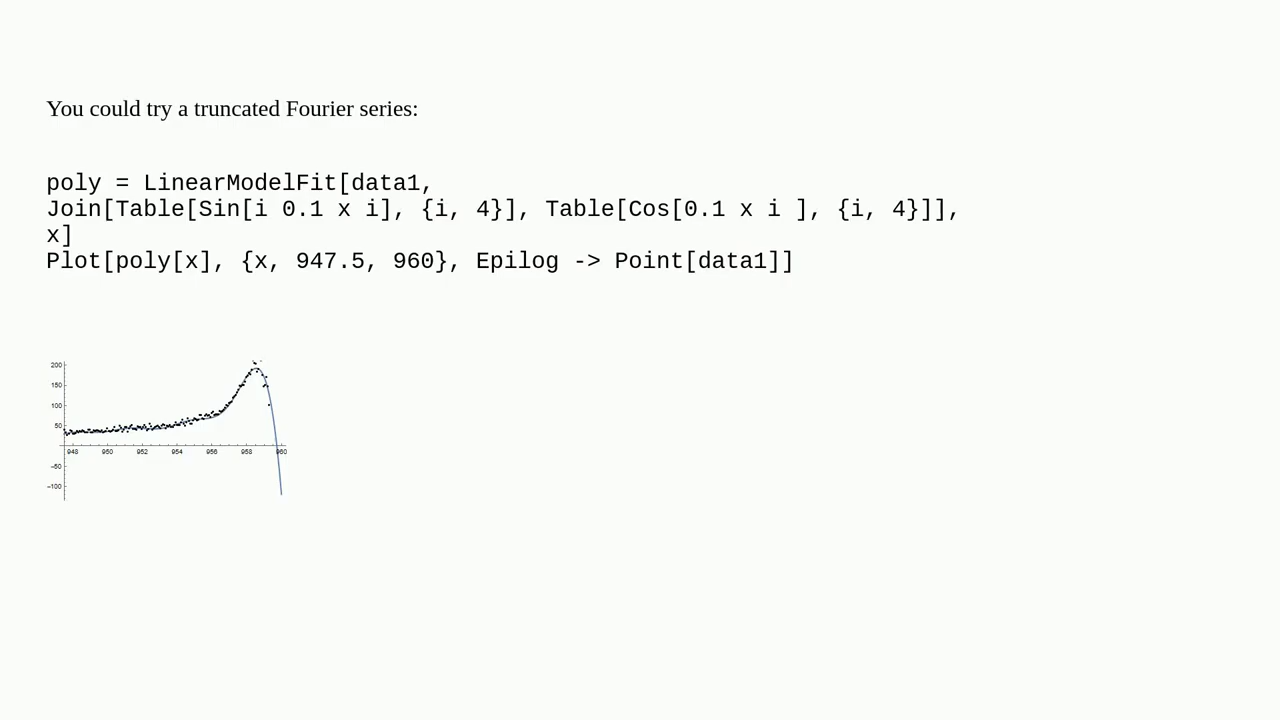 You could try a truncated Fourier series:
poly = LinearModelFit[data1,
Join[Table[Sin[i 0.1 x i], {i, 4}], Table[Cos[0.1 x i ], {i, 4}]],
x]
Plot[poly[x], {x, 947.5, 960}, Epilog -> Point[data1]]
200
150
100
50
948 950 952 954 956 958 960
−50
−100